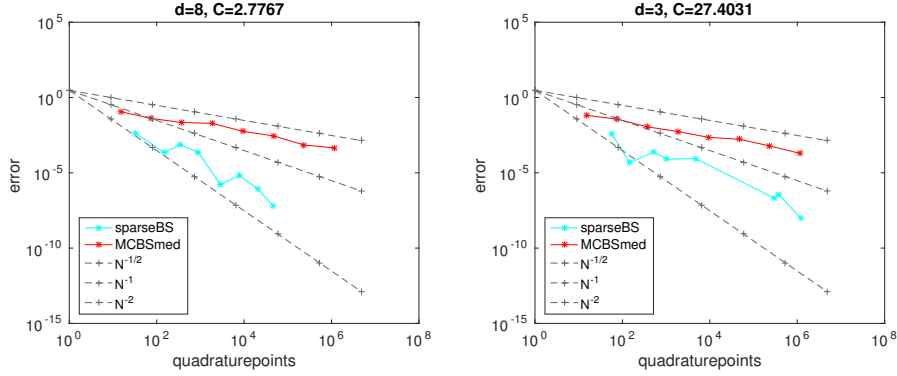 d=8, C=2.7767
10^5
10^0
10^-5
10^-10
10^-15
error
sparseBS
MCBSmed
N^-1/2
N^-1
N^-2
10^0 10^2 10^4 10^6 10^8
quadraturepoints
d=3, C=27.4031
10^5
10^0
10^-5
10^-10
10^-15
error
sparseBS
MCBSmed
N^-1/2
N^-1
N^-2
10^0 10^2 10^4 10^6 10^8
quadraturepoints